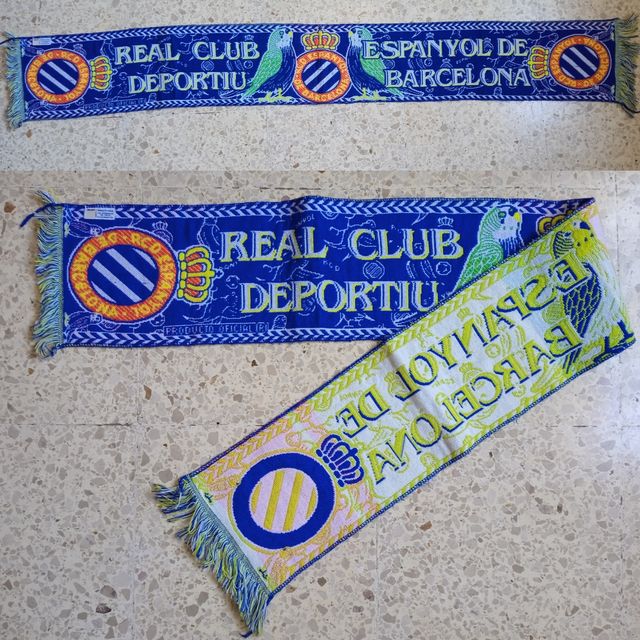 REAL CLUB
DEPORTIU
ESPANYOL DE
BARCELONA
REAL CLUB
DEPORTIU
PRODUCTO OFICIAL (R)
ESPANYOL DE
BARCELONA